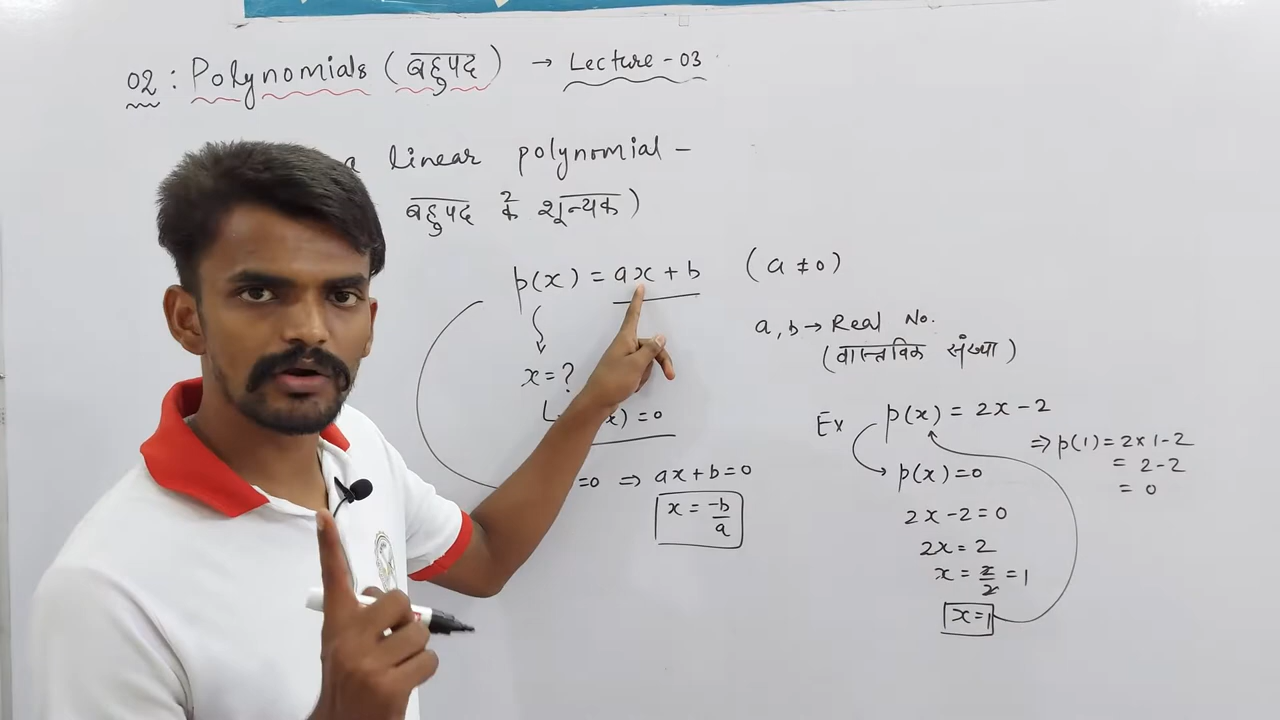 02 : Polynomials (बहुपद) → Lecture - 03
a linear polynomial -
बहुपद के शून्यक)
p(x) = ax + b (a ≠ 0)
a, b → Real No.
(वास्तविक संख्या)
x = ?
x) = 0
=0 ⇒ ax + b = 0
x = -b/a
Ex p(x) = 2x - 2
p(x) = 0
2x - 2 = 0
2x = 2
x = 2/2 = 1
x = 1
⇒ p(1) = 2 × 1 - 2
= 2 - 2
= 0